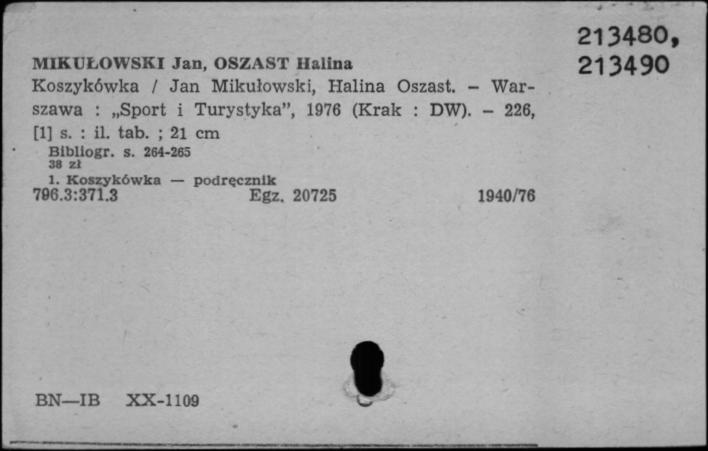 213480,
213490
MIKUŁOWSKI Jan, OSZAST Halina
Koszykówka / Jan Mikułowski, Halina Oszast. – War-
szawa : „Sport i Turystyka”, 1976 (Krak : DW). – 226,
[1] s. : il. tab. ; 21 cm
Bibliogr. s. 264-265
38 zł
1. Koszykówka — podręcznik
796.3:371.3 Egz. 20725 1940/76
BN—IB XX-1109